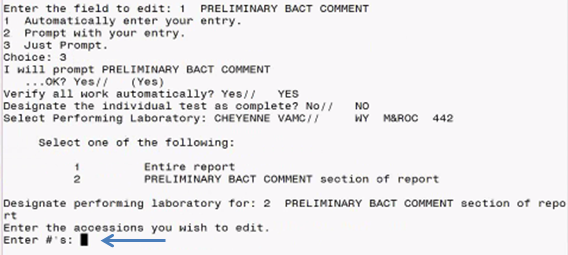 Enter the field to edit: 1  PRELIMINARY BACT COMMENT
1  Automatically enter your entry.
2  Prompt with your entry.
3  Just Prompt.
Choice: 3
I will prompt PRELIMINARY BACT COMMENT
   ...OK? Yes//   (Yes)
Verify all work automatically? Yes//   YES
Designate the individual test as complete? No//   NO
Select Performing Laboratory: CHEYENNE VAMC//     WY  M&ROC  442
Select one of the following:
1         Entire report
2         PRELIMINARY BACT COMMENT section of report
Designate performing laboratory for: 2  PRELIMINARY BACT COMMENT section of repo
rt
Enter the accessions you wish to edit.
Enter #'s: